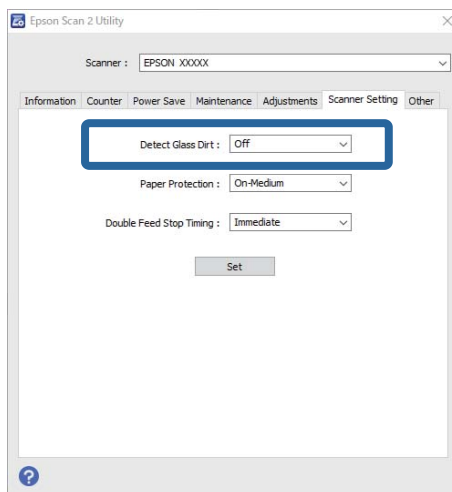 Epson Scan 2 Utility
Scanner : EPSON XXXXX
Information Counter Power Save Maintenance Adjustments Scanner Setting Other
Detect Glass Dirt : Off
Paper Protection : On-Medium
Double Feed Stop Timing : Immediate
Set
?